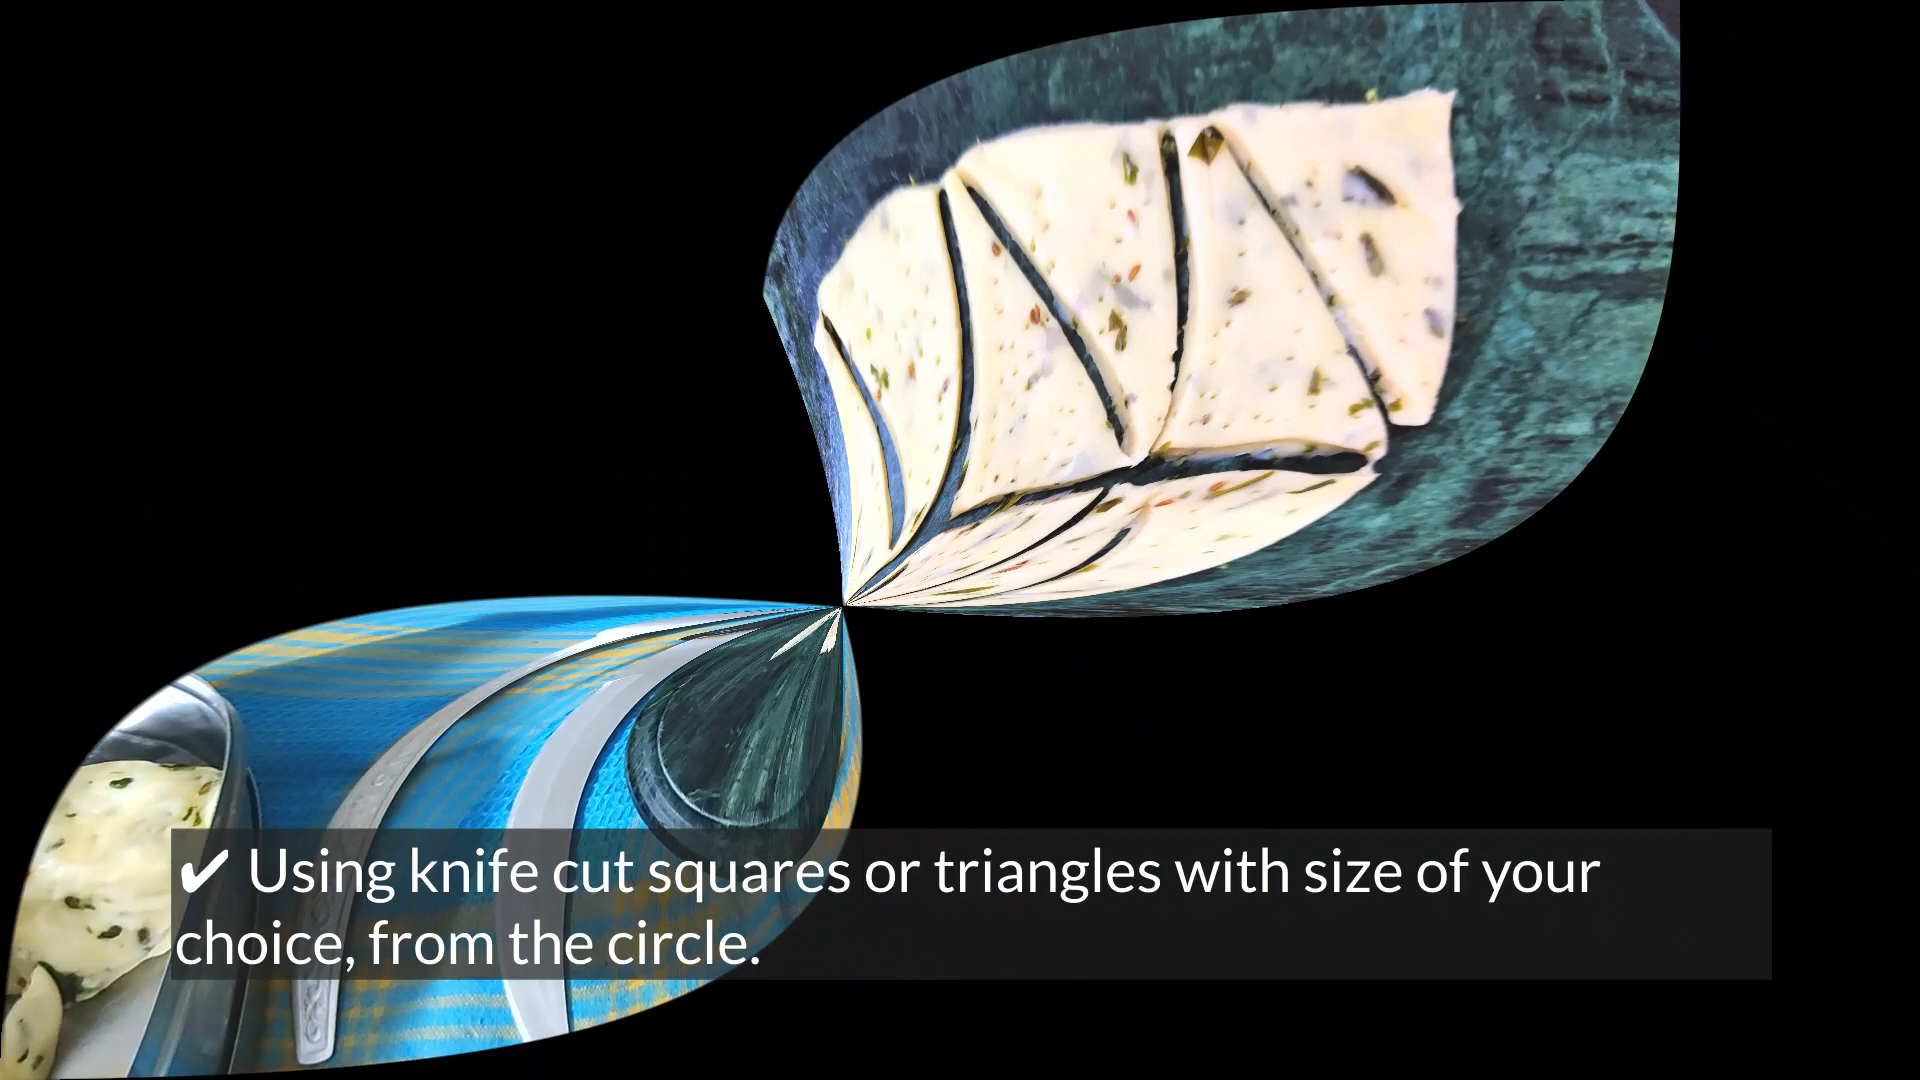 ✔ Using knife cut squares or triangles with size of your
choice, from the circle.